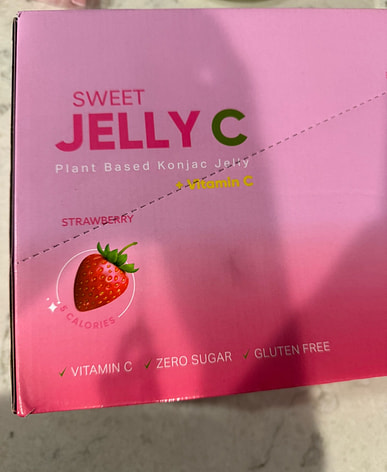 SWEET
JELLY C
Plant Based Konjac Jelly
+ Vitamin C
STRAWBERRY
5 CALORIES
✓ VITAMIN C ✓ ZERO SUGAR ✓ GLUTEN FREE